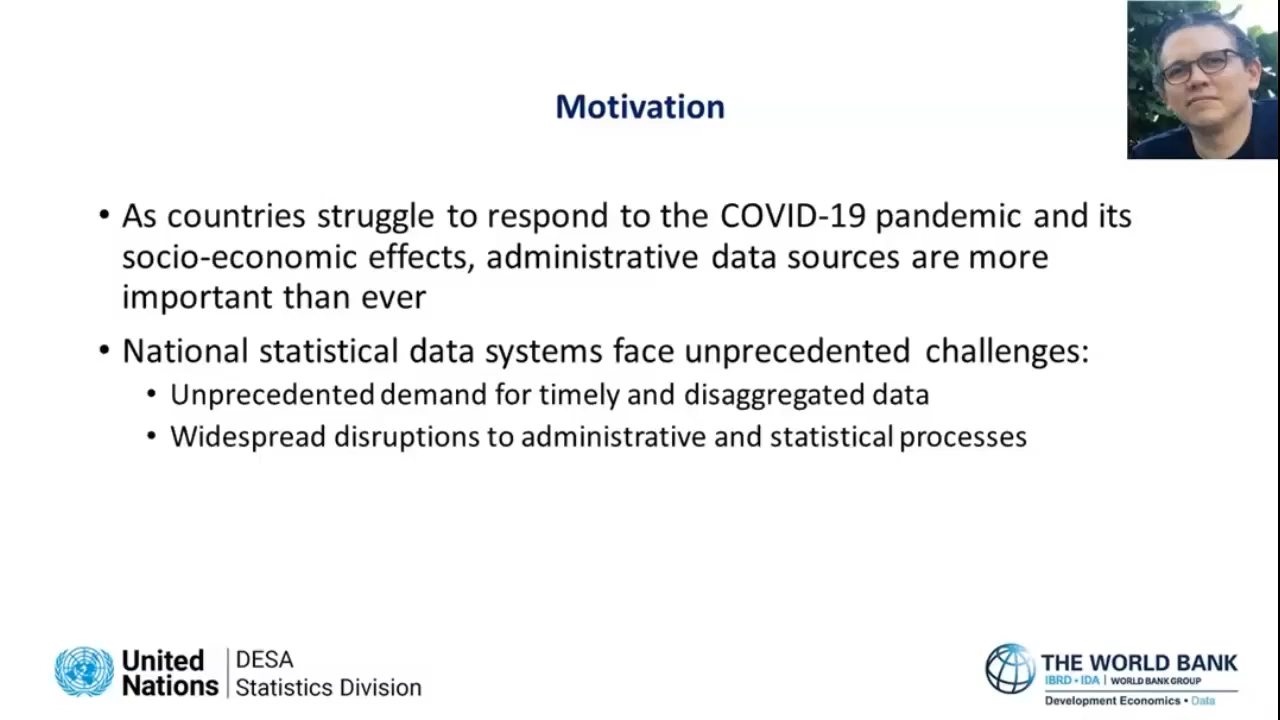 Motivation
• As countries struggle to respond to the COVID-19 pandemic and its
socio-economic effects, administrative data sources are more
important than ever
• National statistical data systems face unprecedented challenges:
• Unprecedented demand for timely and disaggregated data
• Widespread disruptions to administrative and statistical processes
United
Nations
DESA
Statistics Division
THE WORLD BANK
IBRD • IDA | WORLD BANK GROUP
Development Economics • Data